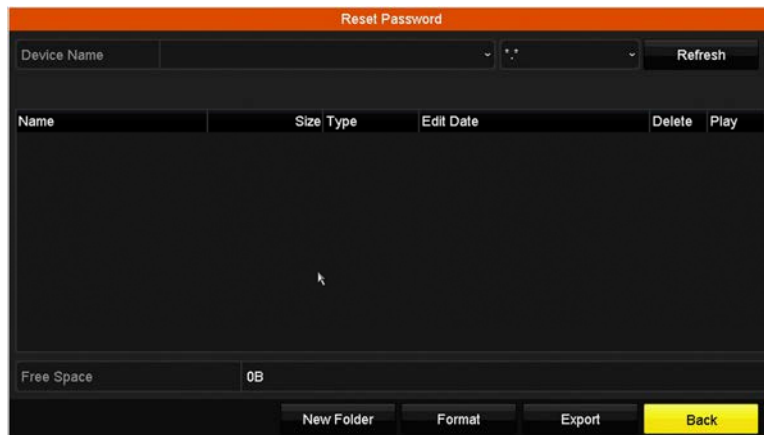 Reset Password
Device Name *.* Refresh
Name Size Type Edit Date Delete Play
Free Space 0B
New Folder Format Export Back